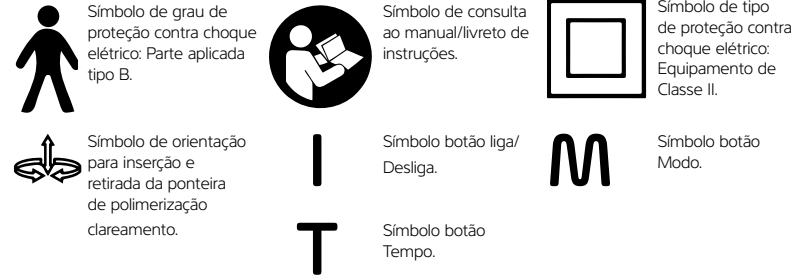 Símbolo de grau de
proteção contra choque
elétrico: Parte aplicada
tipo B.
Símbolo de consulta
ao manual/livreto de
instruções.
Símbolo de tipo
de proteção contra
choque elétrico:
Equipamento de
Classe II.
Símbolo de orientação
para inserção e
retirada da ponteira
de polimerização
clareamento.
I
Símbolo botão liga/
Desliga.
M
Símbolo botão
Modo.
T
Símbolo botão
Tempo.